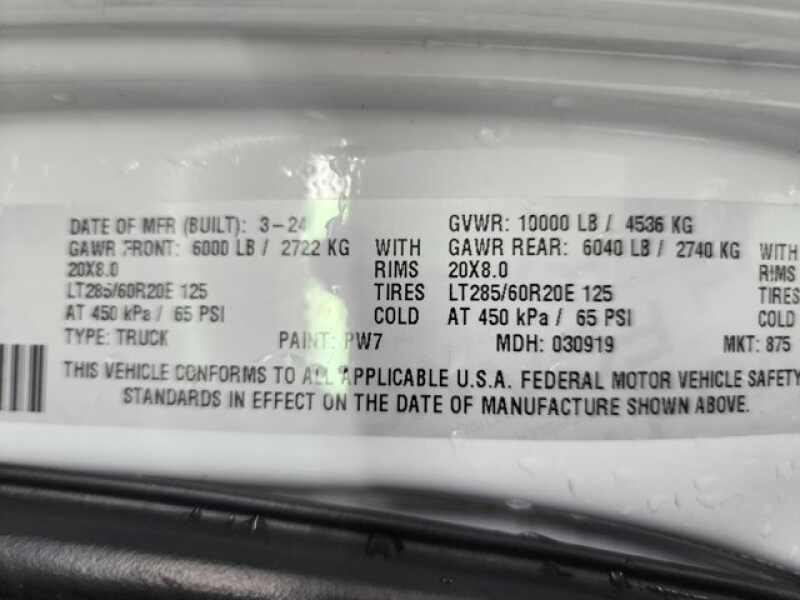 DATE OF MFR (BUILT): 3-24 GVWR: 10000 LB / 4536 KG
GAWR FRONT: 6000 LB / 2722 KG WITH GAWR REAR: 6040 LB / 2740 KG WITH
20X8.0 RIMS 20X8.0 RIMS
LT285/60R20E 125 TIRES LT285/60R20E 125 TIRES
AT 450 kPa / 65 PSI COLD AT 450 kPa / 65 PSI COLD
TYPE: TRUCK PAINT: PW7 MDH: 030919 MKT: 875
THIS VEHICLE CONFORMS TO ALL APPLICABLE U.S.A. FEDERAL MOTOR VEHICLE SAFETY
STANDARDS IN EFFECT ON THE DATE OF MANUFACTURE SHOWN ABOVE.